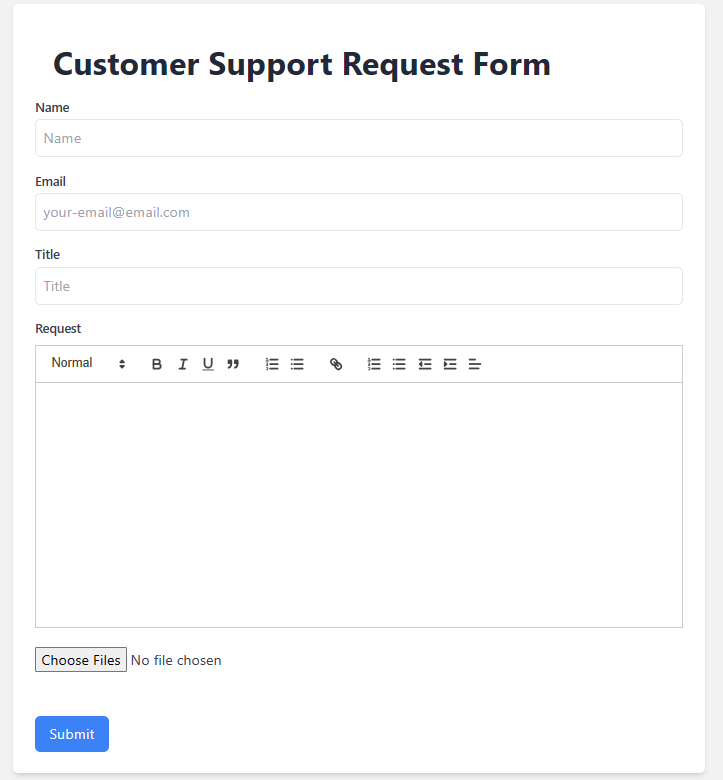 Customer Support Request Form
Name
Name
Email
your-email@email.com
Title
Title
Request
Normal B I U
Choose Files No file chosen
Submit